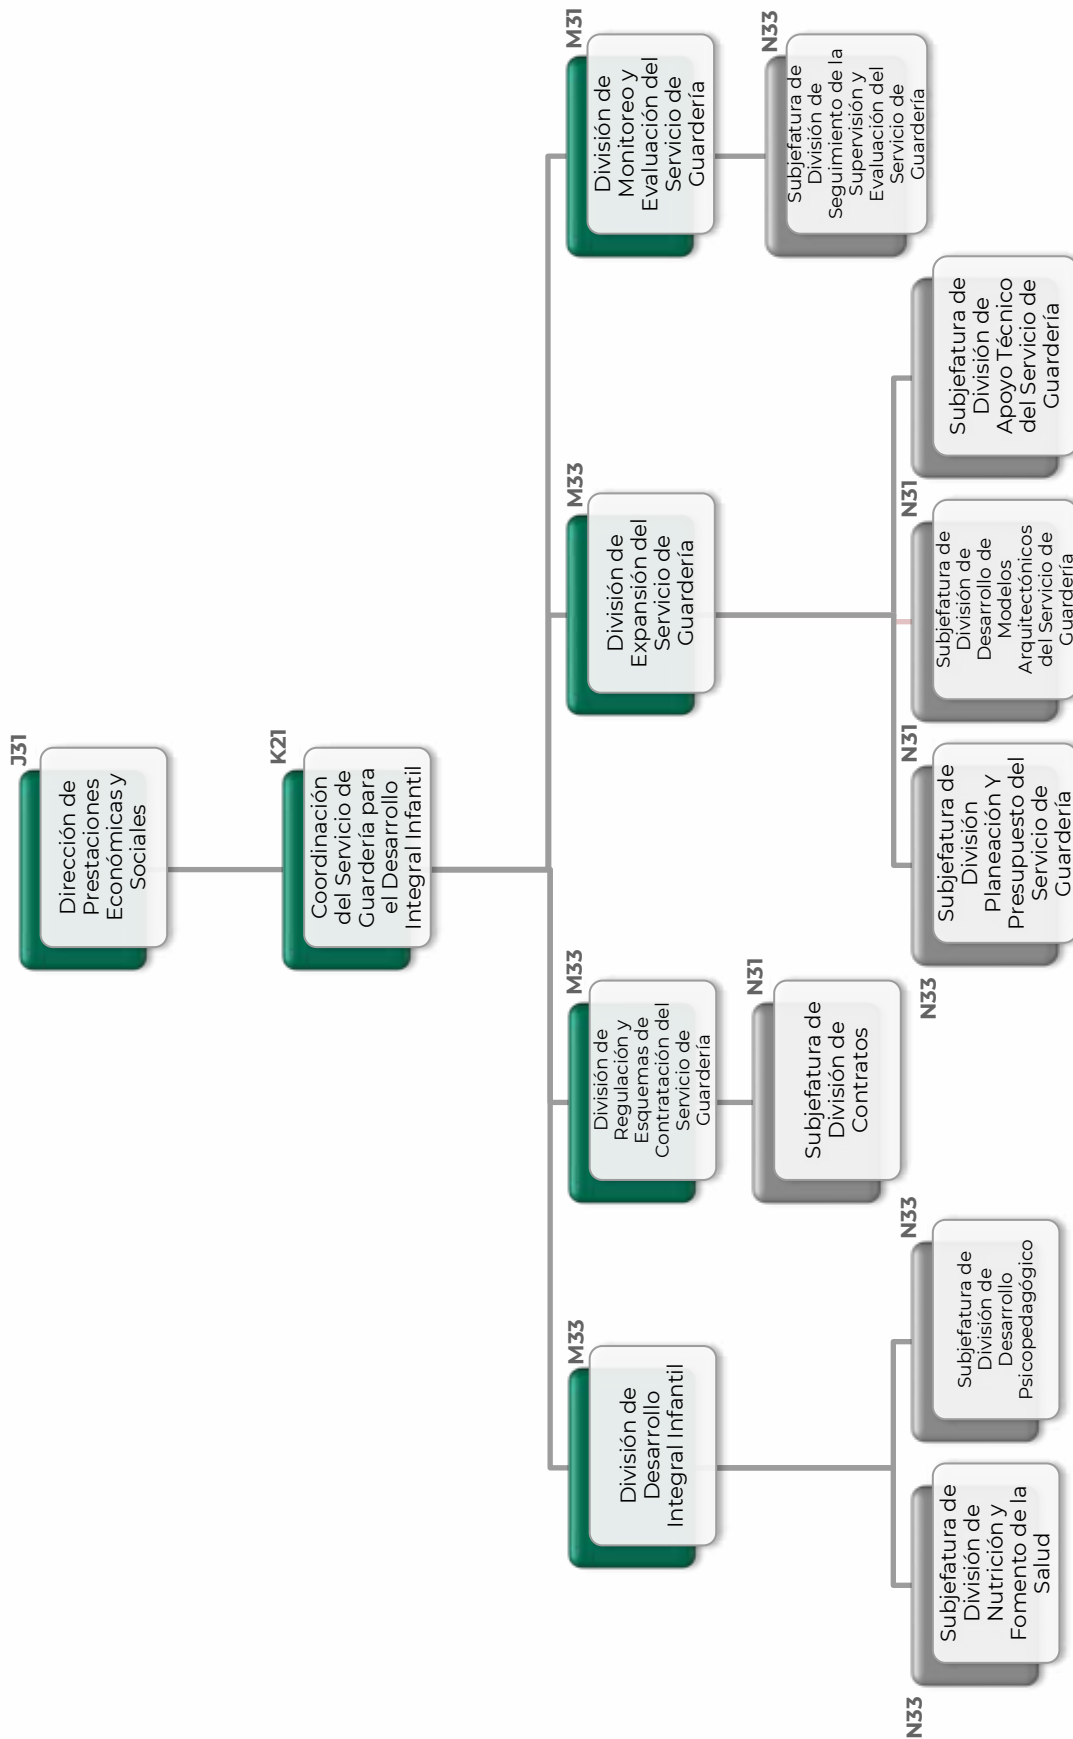 J31
Dirección de
Prestaciones
Económicas y
Sociales
K21
Coordinación
del Servicio de
Guardería para
el Desarrollo
Integral Infantil
M33
División de
Desarrollo
Integral Infantil
M33
División de
Regulación y
Esquemas de
Contratación del
Servicio de
Guardería
M33
División de
Expansión del
Servicio de
Guardería
M31
División de
Monitoreo y
Evaluación del
Servicio de
Guardería
N33
Subjefatura de
División de
Nutrición y
Fomento de la
Salud
N33
Subjefatura de
División de
Desarrollo
Psicopedagógico
N31
Subjefatura de
División de
Contratos
N33
Subjefatura de
División
Planeación Y
Presupuesto del
Servicio de
Guardería
N31
Subjefatura de
División de
Desarrollo de
Modelos
Arquitectónicos
del Servicio de
Guardería
N31
Subjefatura de
División de
Apoyo Técnico
del Servicio de
Guardería
N33
Subjefatura de
División de
Seguimiento de la
Supervisión y
Evaluación del
Servicio de
Guardería